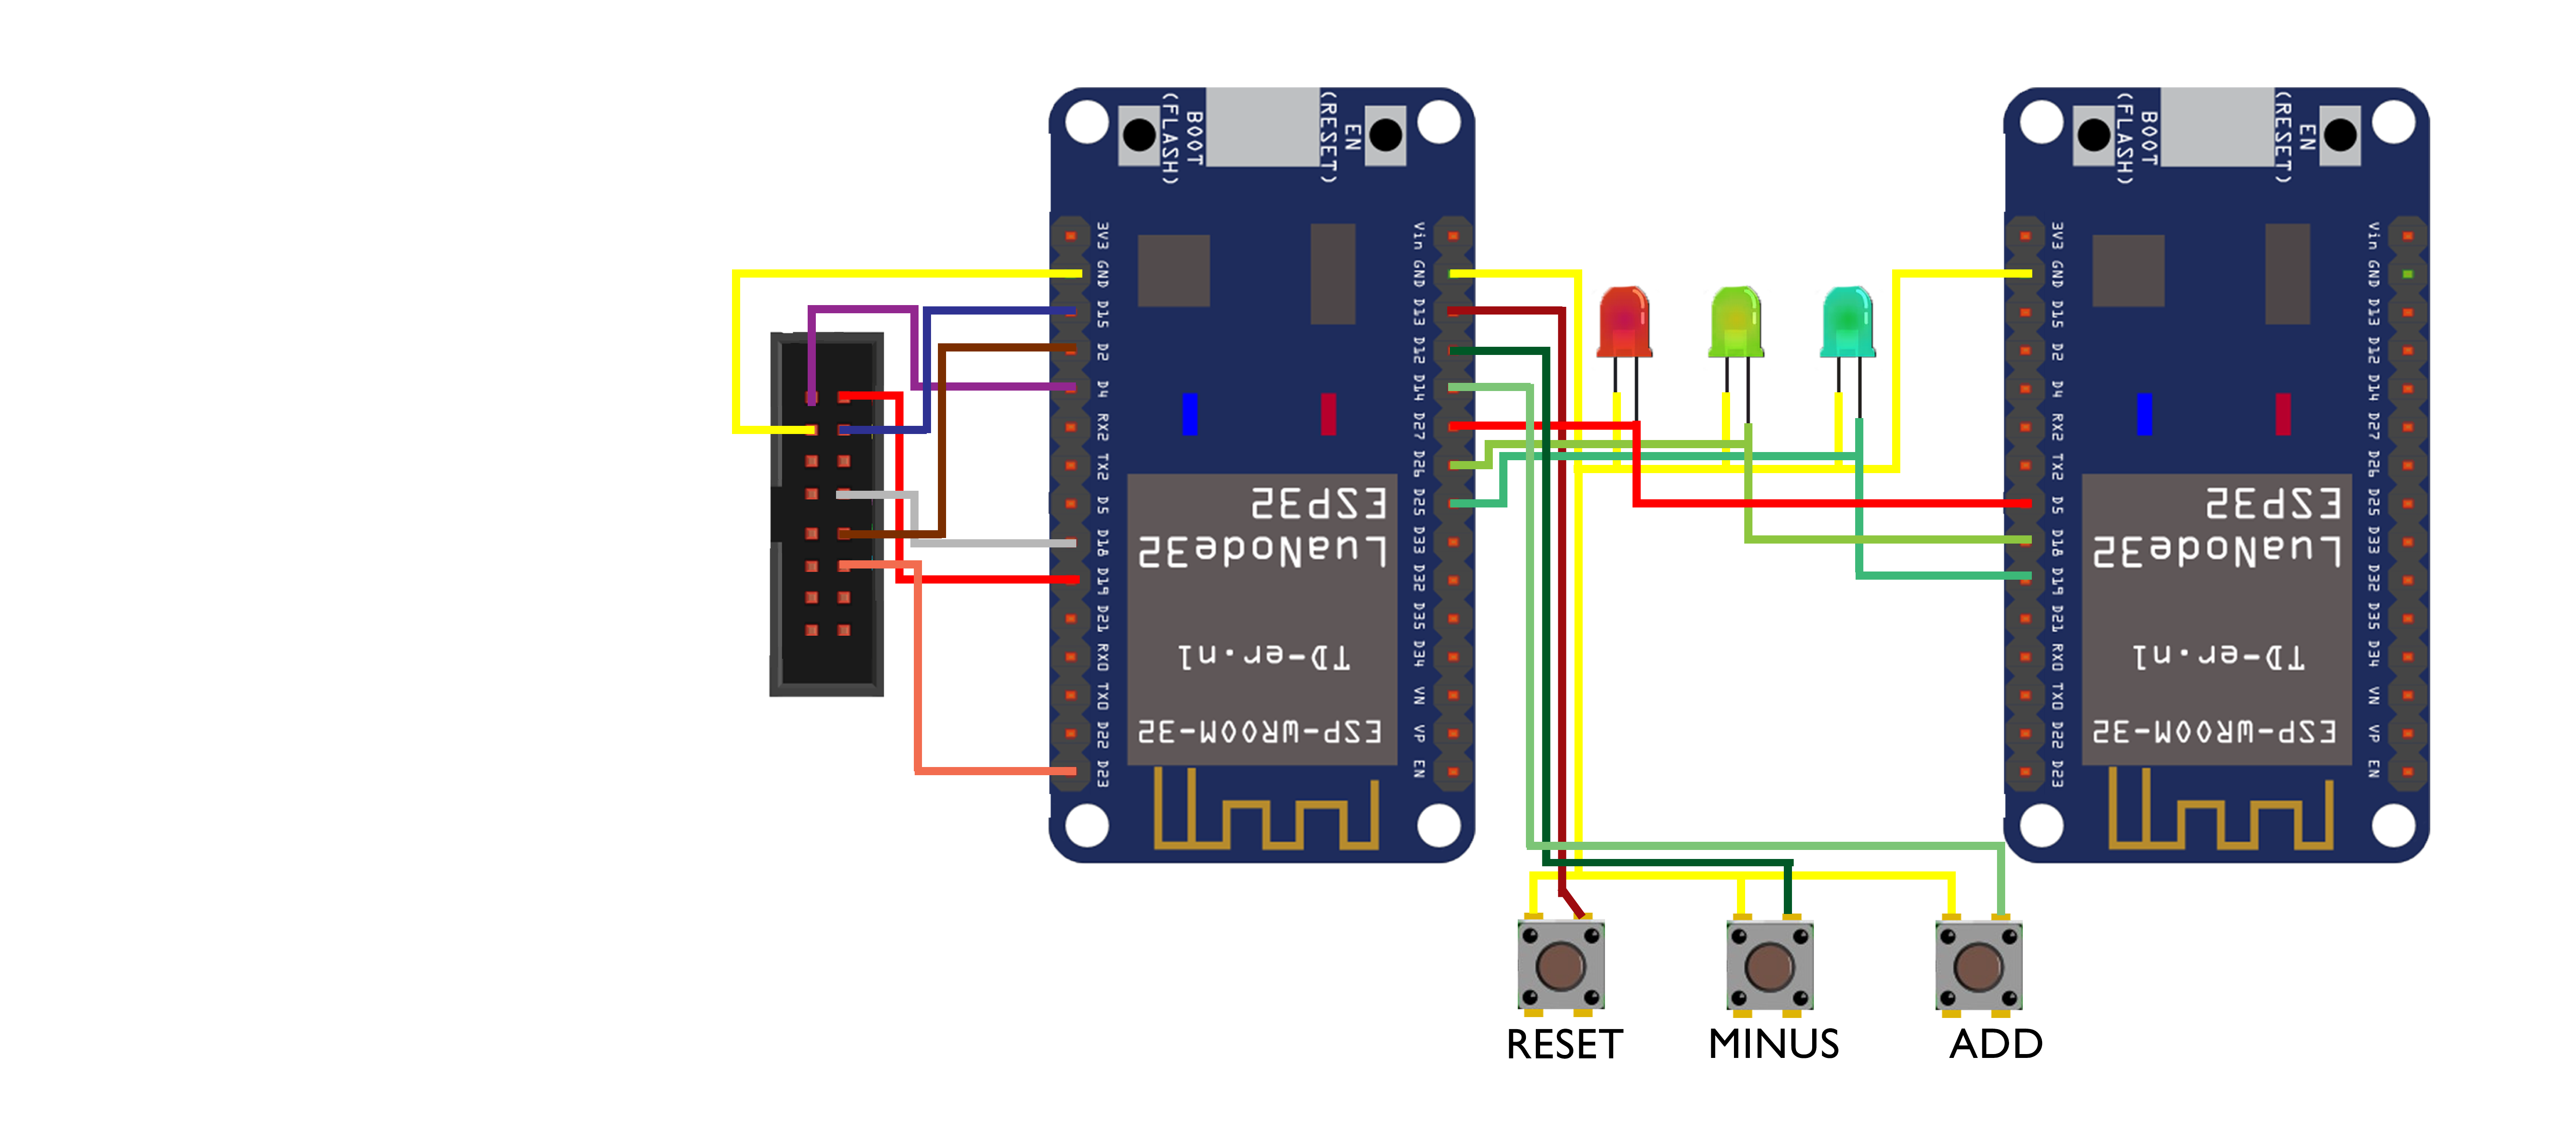 BOOT
(FLASH)
EN
(RESET)
3V3
GND
D15
D2
D4
RX2
TX2
D5
D18
D19
D21
RX0
TX0
D22
D23
Vin
GND
D13
D12
D14
D27
D26
D25
D33
D32
D35
D34
VN
VP
EN
ESP32
LuaNode32
TD-er.nl
ESP-WROOM-32
BOOT
(FLASH)
EN
(RESET)
3V3
GND
D15
D2
D4
RX2
TX2
D5
D18
D19
D21
RX0
TX0
D22
D23
Vin
GND
D13
D12
D14
D27
D26
D25
D33
D32
D35
D34
VN
VP
EN
ESP32
LuaNode32
TD-er.nl
ESP-WROOM-32
RESET MINUS ADD